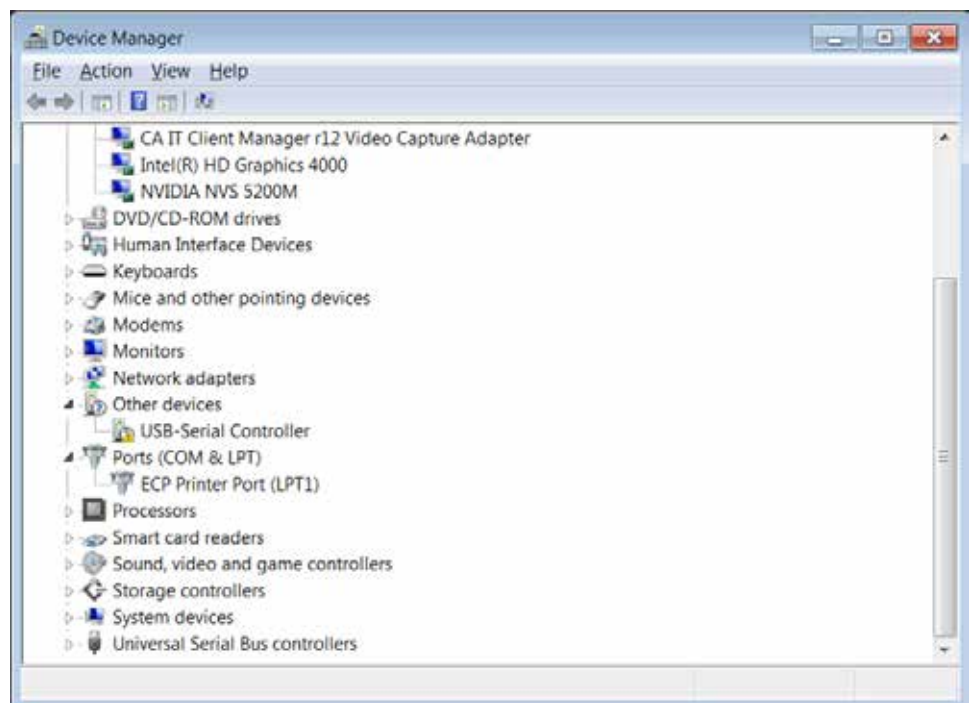 Device Manager
File Action View Help
CA IT Client Manager r12 Video Capture Adapter
Intel(R) HD Graphics 4000
NVIDIA NVS 5200M
DVD/CD-ROM drives
Human Interface Devices
Keyboards
Mice and other pointing devices
Modems
Monitors
Network adapters
Other devices
USB-Serial Controller
Ports (COM & LPT)
ECP Printer Port (LPT1)
Processors
Smart card readers
Sound, video and game controllers
Storage controllers
System devices
Universal Serial Bus controllers